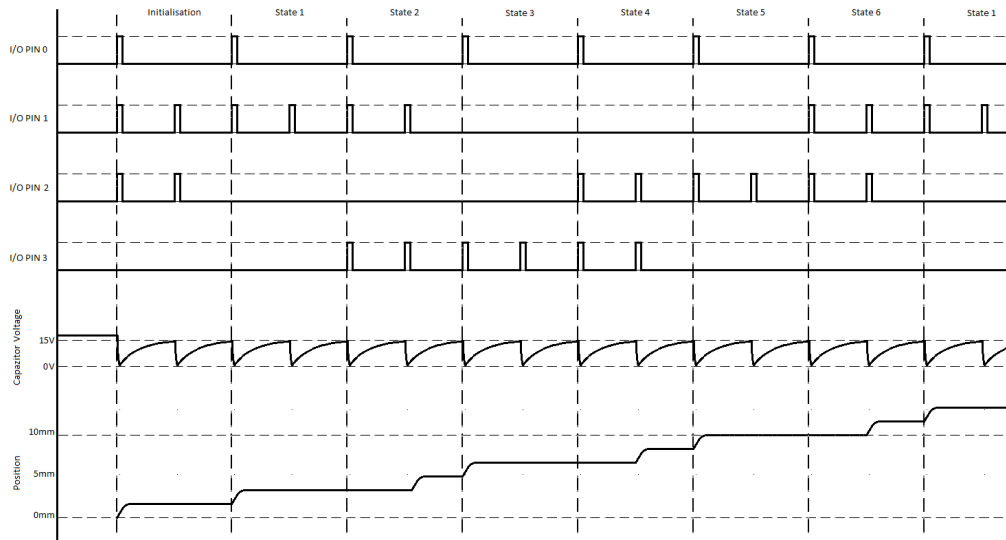 Initialisation State 1 State 2 State 3 State 4 State 5 State 6 State 1
I/O PIN 0
I/O PIN 1
I/O PIN 2
I/O PIN 3
Capazitor Voltage
15V
0V
Position
10mm
5mm
0mm